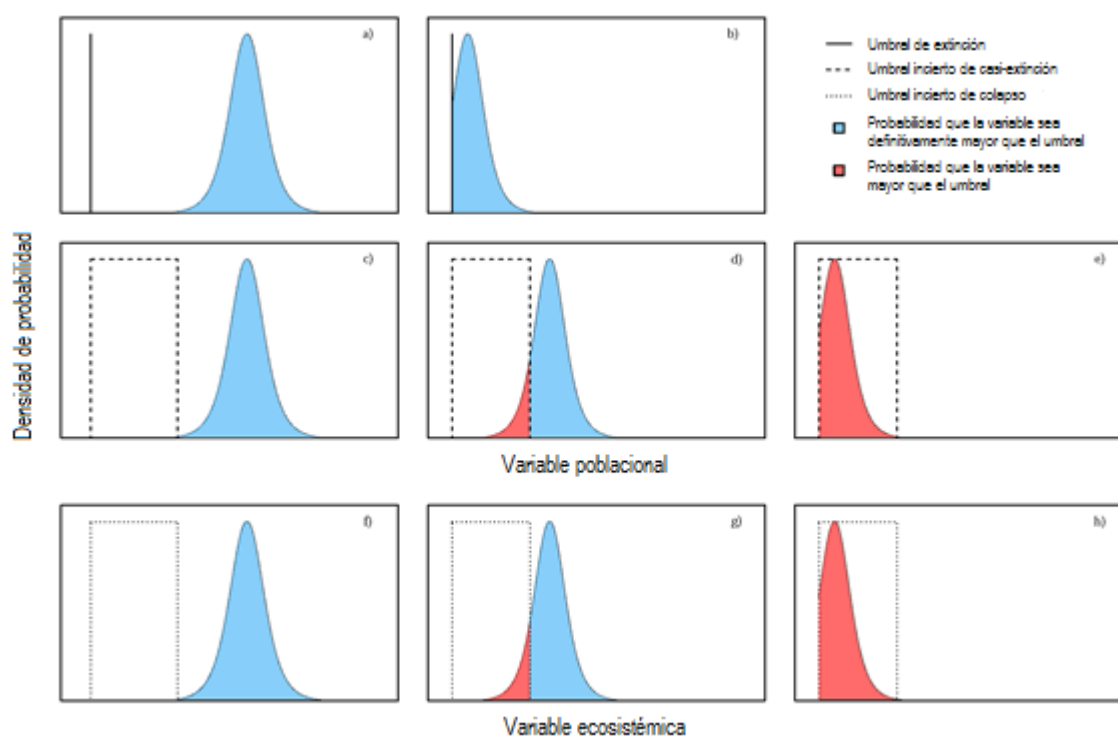 a)
b)
Umbral de extinción
Umbral incierto de casi-extinción
Umbral incierto de colapso
Probabilidad que la variable sea
definitivamente mayor que el umbral
Probabilidad que la variable sea
mayor que el umbral
Densidad de probabilidad
c)
d)
e)
Variable poblacional
f)
g)
h)
Variable ecosistémica